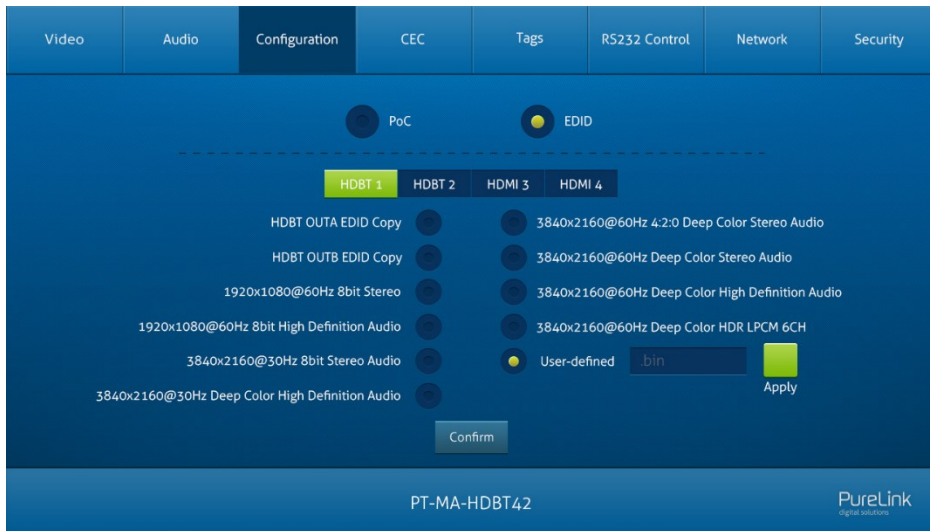 Video Audio Configuration CEC Tags RS232 Control Network Security
PoC EDID
HDBT 1 HDBT 2 HDMI 3 HDMI 4
HDBT OUTA EDID Copy 3840x2160@60Hz 4:2:0 Deep Color Stereo Audio
HDBT OUTB EDID Copy 3840x2160@60Hz Deep Color Stereo Audio
1920x1080@60Hz 8bit Stereo 3840x2160@60Hz Deep Color High Definition Audio
1920x1080@60Hz 8bit High Definition Audio 3840x2160@60Hz Deep Color HDR LPCM 6CH
3840x2160@30Hz 8bit Stereo Audio User-defined .bin
Apply
3840x2160@30Hz Deep Color High Definition Audio
Confirm
PT-MA-HDBT42 PureLink
digital solutions